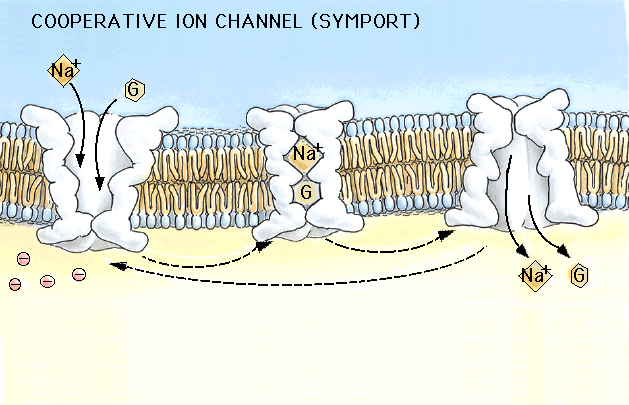 COOPERATIVE ION CHANNEL (SYMPORT)
Na+
G
Na+
G
− − − −
Na+
G